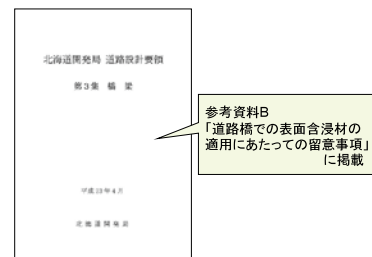 北海道開発局 道路設計要領
第3集 橋 梁
参考資料B
「道路橋での表面含浸材の
適用にあたっての留意事項」
に掲載
平成23年4月
北海道開発局